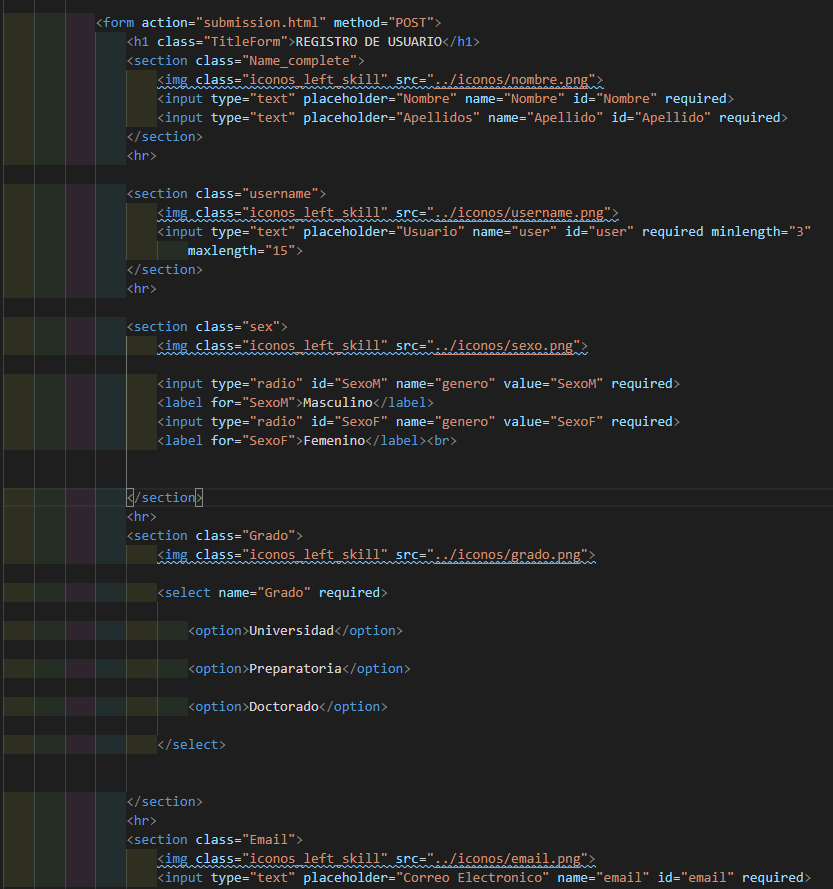 <form action="submission.html" method="POST">
<h1 class="TitleForm">REGISTRO DE USUARIO</h1>
<section class="Name_complete">
<img class="iconos_left_skill" src="../iconos/nombre.png">
<input type="text" placeholder="Nombre" name="Nombre" id="Nombre" required>
<input type="text" placeholder="Apellidos" name="Apellido" id="Apellido" required>
</section>
<hr>
<section class="username">
<img class="iconos_left_skill" src="../iconos/username.png">
<input type="text" placeholder="Usuario" name="user" id="user" required minlength="3"
maxlength="15">
</section>
<hr>
<section class="sex">
<img class="iconos_left_skill" src="../iconos/sexo.png">
<input type="radio" id="SexoM" name="genero" value="SexoM" required>
<label for="SexoM">Masculino</label>
<input type="radio" id="SexoF" name="genero" value="SexoF" required>
<label for="SexoF">Femenino</label><br>
</section>
<hr>
<section class="Grado">
<img class="iconos_left_skill" src="../iconos/grado.png">
<select name="Grado" required>
<option>Universidad</option>
<option>Preparatoria</option>
<option>Doctorado</option>
</select>
</section>
<hr>
<section class="Email">
<img class="iconos_left_skill" src="../iconos/email.png">
<input type="text" placeholder="Correo Electronico" name="email" id="email" required>